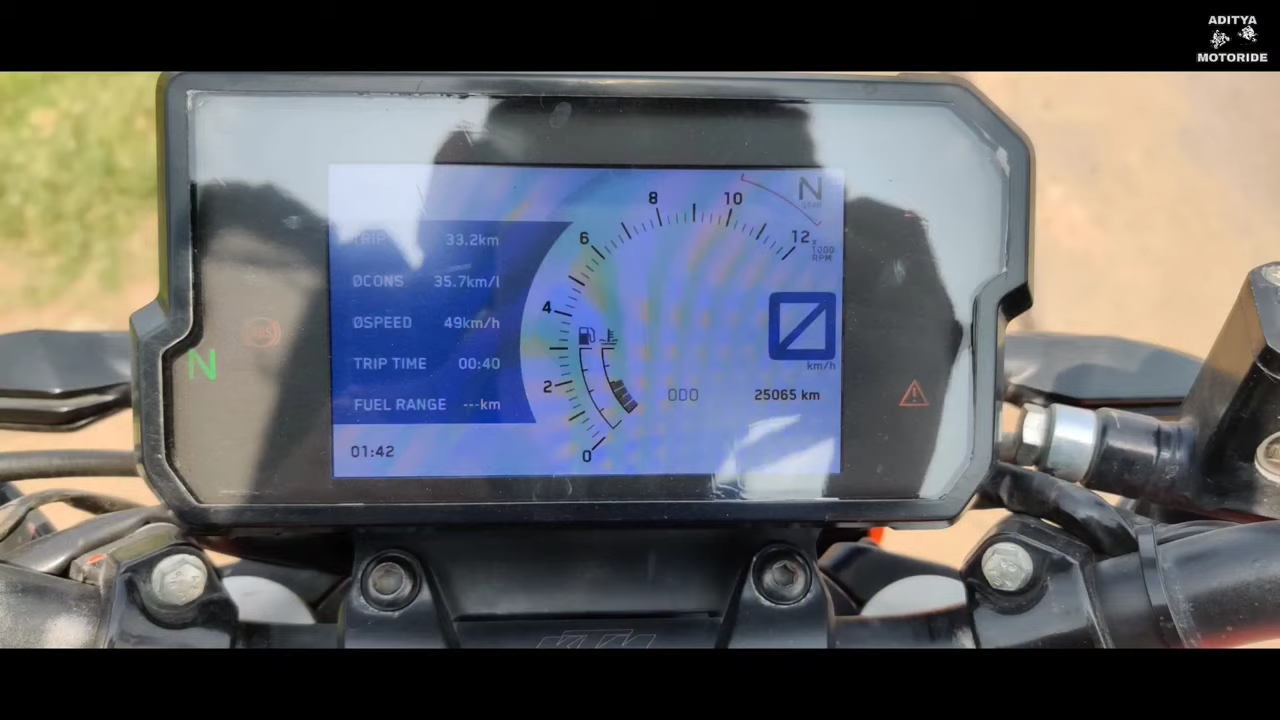 ADITYA
MOTORIDE
TRIP 33.2km
ØCONS 35.7km/l
ØSPEED 49km/h
TRIP TIME 00:40
FUEL RANGE ---km
01:42
0
2
4
6
8
10
12
x
1000
RPM
N
km/h
ODO 25065 km
N
ABS
KTM